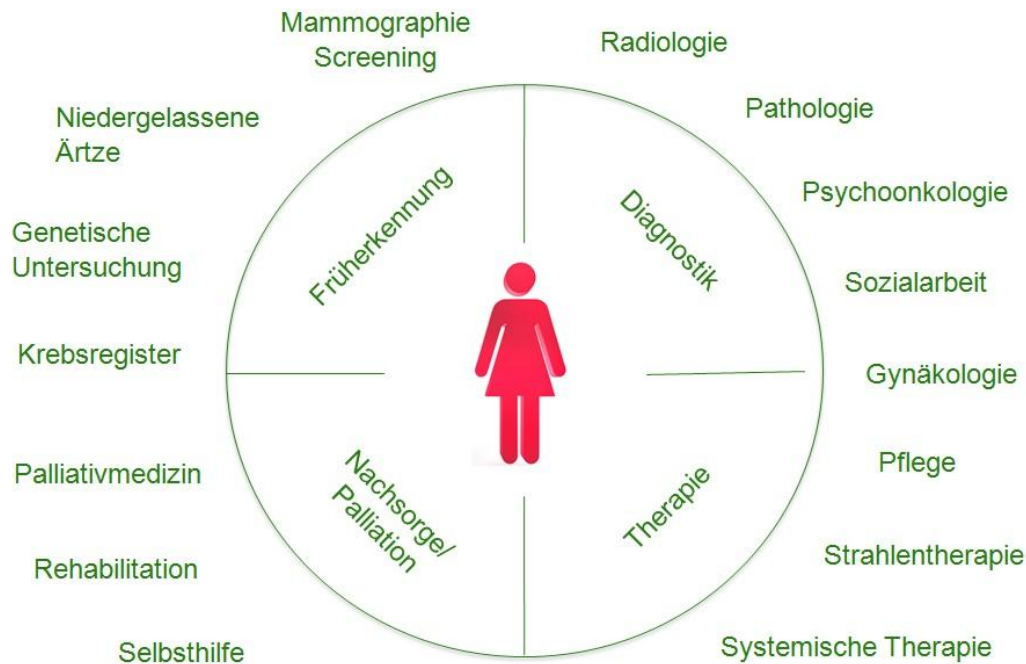 Mammographie
Screening
Radiologie
Niedergelassene
Ärtze
Pathologie
Psychoonkologie
Genetische
Untersuchung
Früherkennung
Diagnostik
Sozialarbeit
Krebsregister
Gynäkologie
Palliativmedizin
Nachsorge/
Palliation
Therapie
Pflege
Rehabilitation
Strahlentherapie
Selbsthilfe
Systemische Therapie